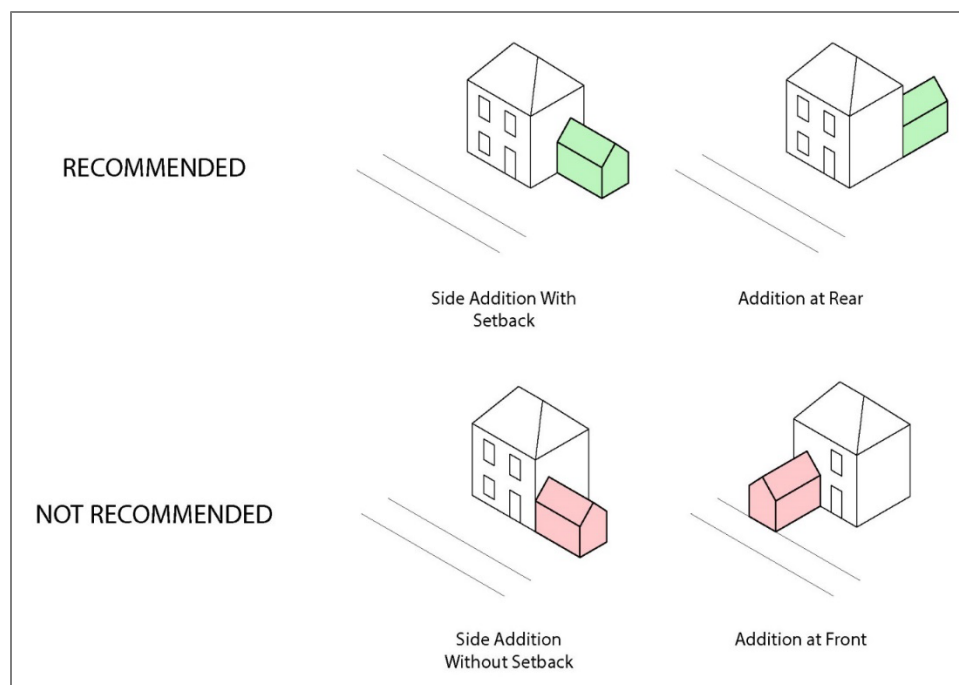 RECOMMENDED
Side Addition With
Setback
Addition at Rear
NOT RECOMMENDED
Side Addition
Without Setback
Addition at Front